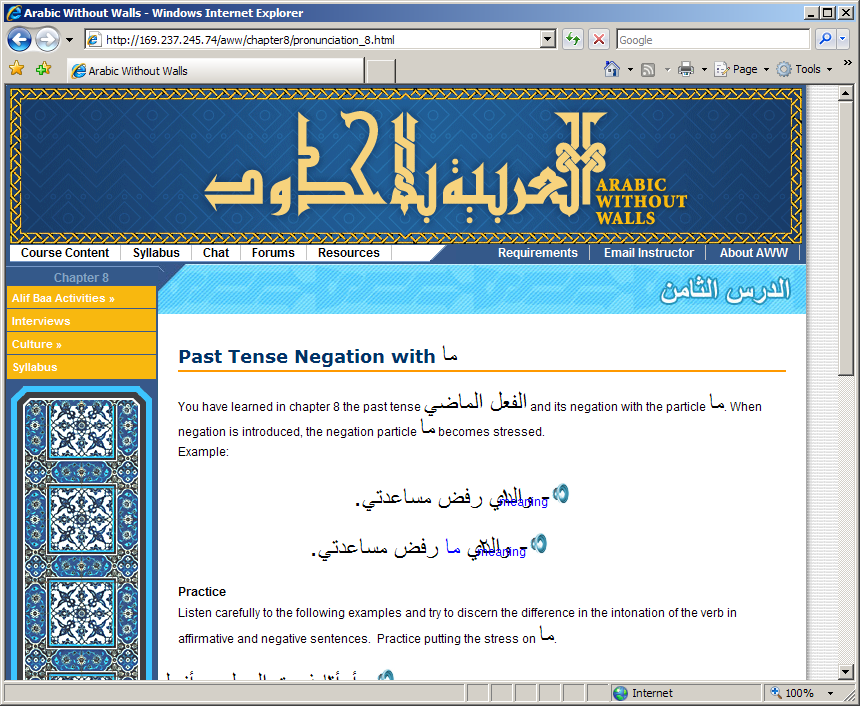 Arabic Without Walls - Windows Internet Explorer
http://169.237.245.74/aww/chapter8/pronunciation_8.html
Google
Arabic Without Walls
Page
Tools
العربية بلا حدود
ARABIC
WITHOUT
WALLS
Course Content
Syllabus
Chat
Forums
Resources
Requirements
Email Instructor
About AWW
Chapter 8
الدرس الثامن
Alif Baa Activities »
Interviews
Culture »
Syllabus
Past Tense Negation with ما
You have learned in chapter 8 the past tense الفعل الماضي and its negation with the particle ما. When
negation is introduced, the negation particle ما becomes stressed.
Example:
- والدي رفض مساعدتي.
meaning
- والدي ما رفض مساعدتي.
meaning
Practice
Listen carefully to the following examples and try to discern the difference in the intonation of the verb in
affirmative and negative sentences. Practice putting the stress on ما.
Internet
100%